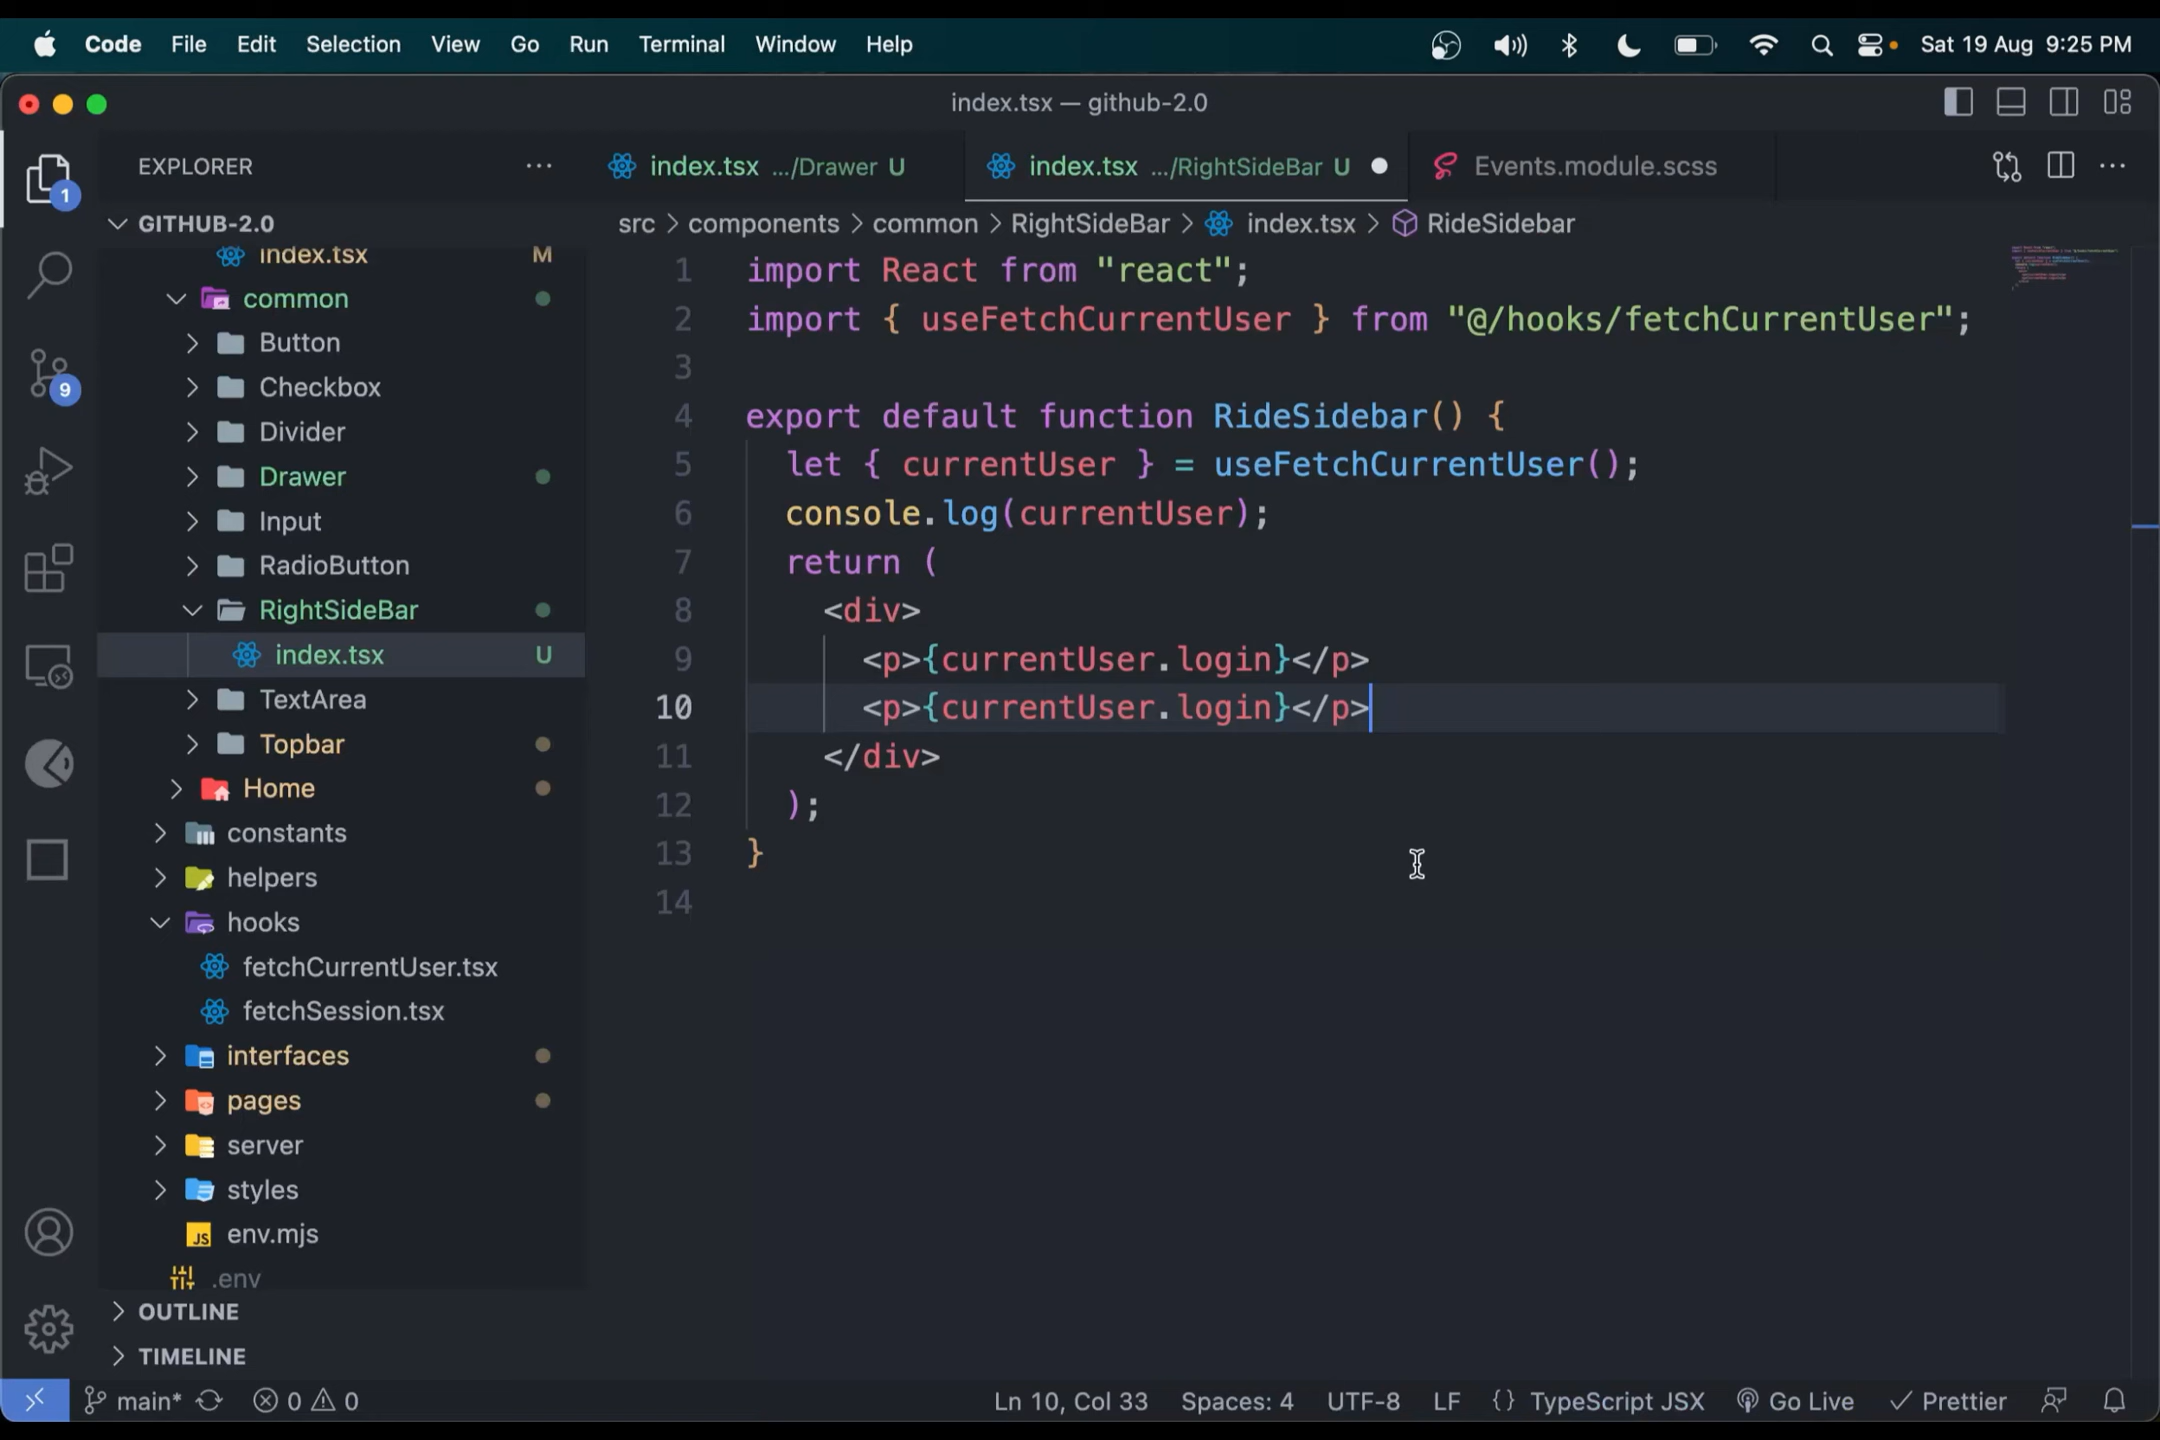 Code File Edit Selection View Go Run Terminal Window Help Sat 19 Aug 9:25 PM
index.tsx — github-2.0
EXPLORER ···
index.tsx .../Drawer U index.tsx .../RightSideBar U Events.module.scss ···
1
9
GITHUB-2.0
src > components > common > RightSideBar > index.tsx > RideSidebar
index.tsx M
common
Button
Checkbox
Divider
Drawer
Input
RadioButton
RightSideBar
index.tsx U
TextArea
Topbar
Home
constants
helpers
hooks
fetchCurrentUser.tsx
fetchSession.tsx
interfaces
pages
server
styles
JS env.mjs
.env
OUTLINE
TIMELINE
1 import React from "react";
2 import { useFetchCurrentUser } from "@/hooks/fetchCurrentUser";
3
4 export default function RideSidebar() {
5 let { currentUser } = useFetchCurrentUser();
6 console.log(currentUser);
7 return (
8 <div>
9 <p>{currentUser.login}</p>
10 <p>{currentUser.login}</p>
11 </div>
12 );
13 }
14
main* 0 0 Ln 10, Col 33 Spaces: 4 UTF-8 LF {} TypeScript JSX Go Live Prettier